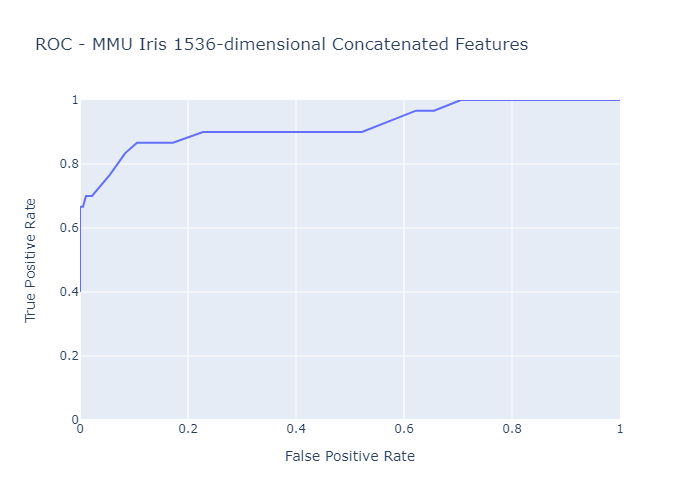 ROC - MMU Iris 1536-dimensional Concatenated Features
1
0.8
0.6
0.4
0.2
0
True Positive Rate
0 0.2 0.4 0.6 0.8 1
False Positive Rate